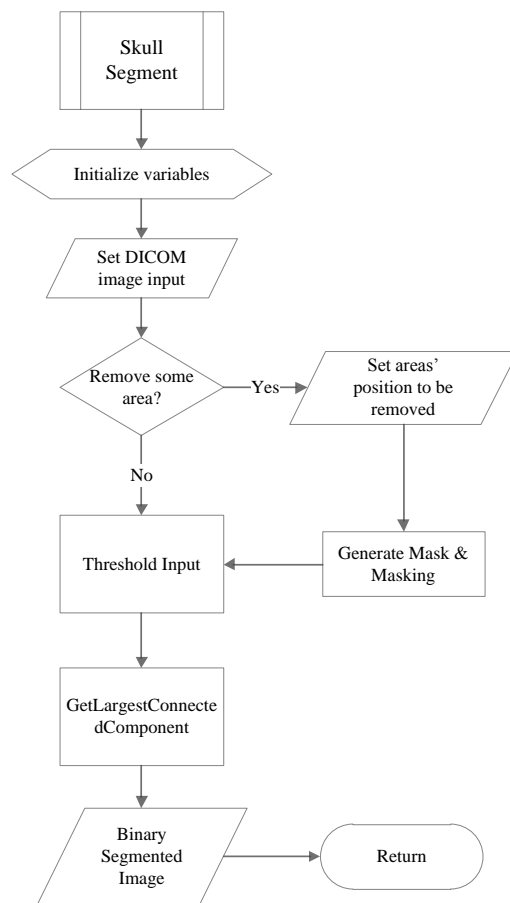 Skull
Segment
Initialize variables
Set DICOM
image input
Remove some
area?
Yes
Set areas’
position to be
removed
No
Threshold Input
Generate Mask &
Masking
GetLargestConnecte
dComponent
Binary
Segmented
Image
Return